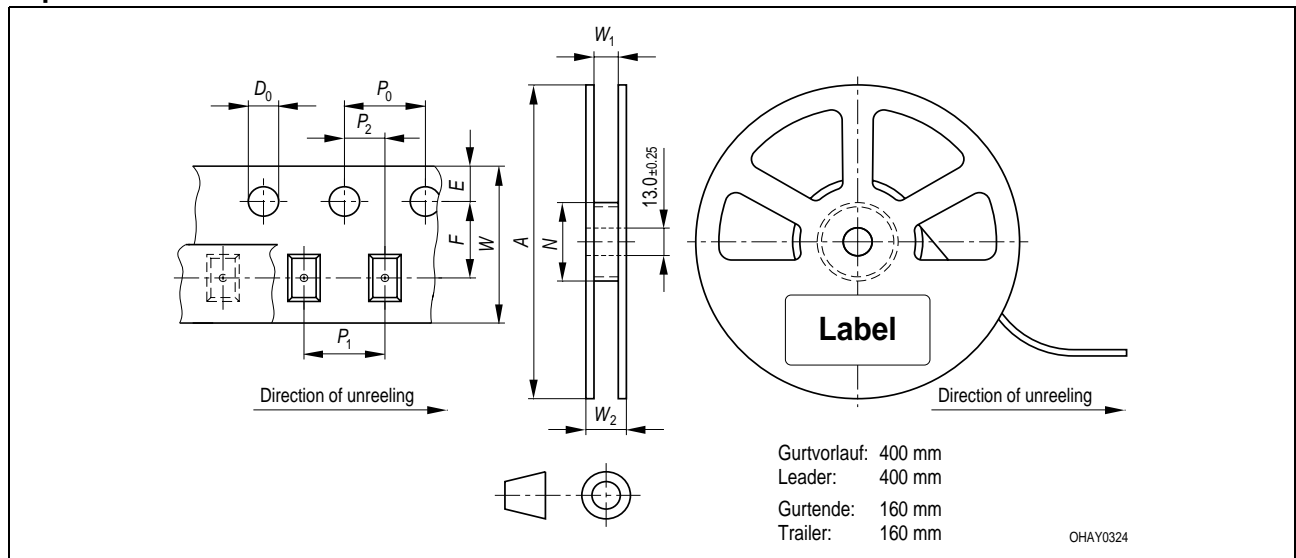 W₁
D₀
P₀
P₂
E
F
W
A
N
13.0±0.25
P₁
Label
Direction of unreeling
W₂
Direction of unreeling
Gurtvorlauf: 400 mm
Leader: 400 mm
Gurtende: 160 mm
Trailer: 160 mm
OHAY0324